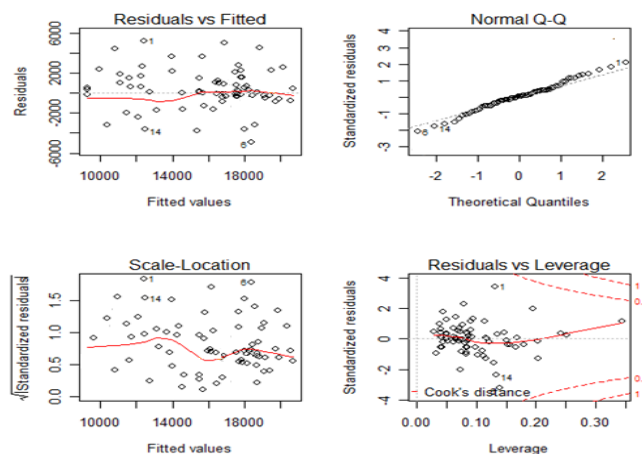 Residuals vs Fitted
Residuals
6000
2000
-2000
-6000
1
14
6
10000 14000 18000
Fitted values
Normal Q-Q
Standardized residuals
4
2
1
-1
-4
1
14
6
-2 -1 0 1 2
Theoretical Quantiles
Scale-Location
√|Standardized residuals|
1.5
1.0
0.5
0.0
1
14
6
10000 14000 18000
Fitted values
Residuals vs Leverage
Standardized residuals
4
2
0
-2
-4
1
14
Cook's distance
1
0.
0.
1
0.00 0.10 0.20 0.30
Leverage